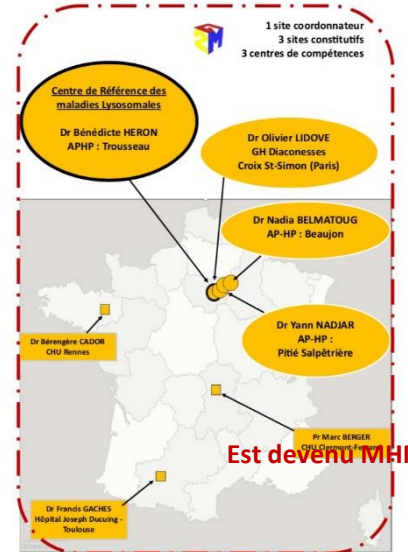 1 site coordonnateur
3 sites constitutifs
3 centres de compétences
Centre de Référence des
maladies Lysosomales
Dr Bénédicte HERON
APHP : Trousseau
Dr Olivier LIDOVE
GH Diaconesses
Croix St-Simon (Paris)
Dr Nadia BELMATOUG
AP-HP : Beaujon
Dr Yann NADJAR
AP-HP :
Pitié Salpêtrière
Dr Bérengère CADOR
CHU Rennes
Pr Marc BERGER
CHU Clermont-Ferrand
Est devenu MHE
Dr Francis GACHES
Hôpital Joseph Ducuing -
Toulouse